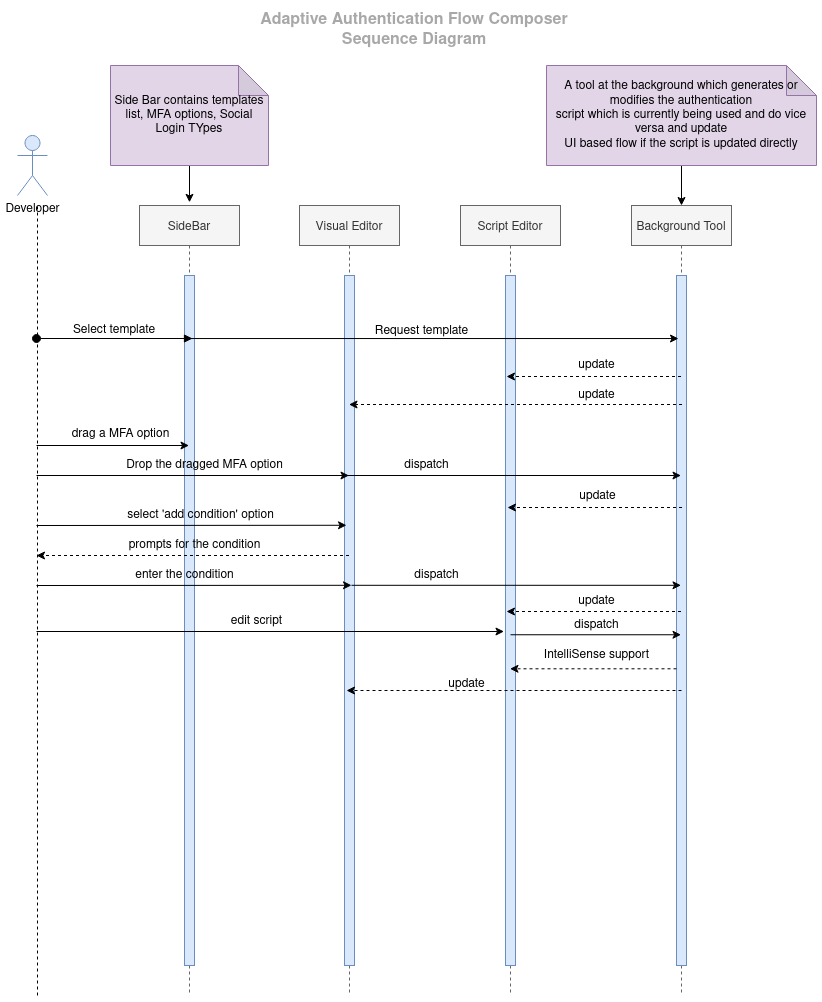 Adaptive Authentication Flow Composer
Sequence Diagram
Side Bar contains templates
list, MFA options, Social
Login TYpes
A tool at the background which generates or
modifies the authentication
script which is currently being used and do vice
versa and update
UI based flow if the script is updated directly
Developer
SideBar
Visual Editor
Script Editor
Background Tool
Select template
Request template
update
update
drag a MFA option
Drop the dragged MFA option
dispatch
update
select 'add condition' option
prompts for the condition
enter the condition
dispatch
update
edit script
dispatch
IntelliSense support
update